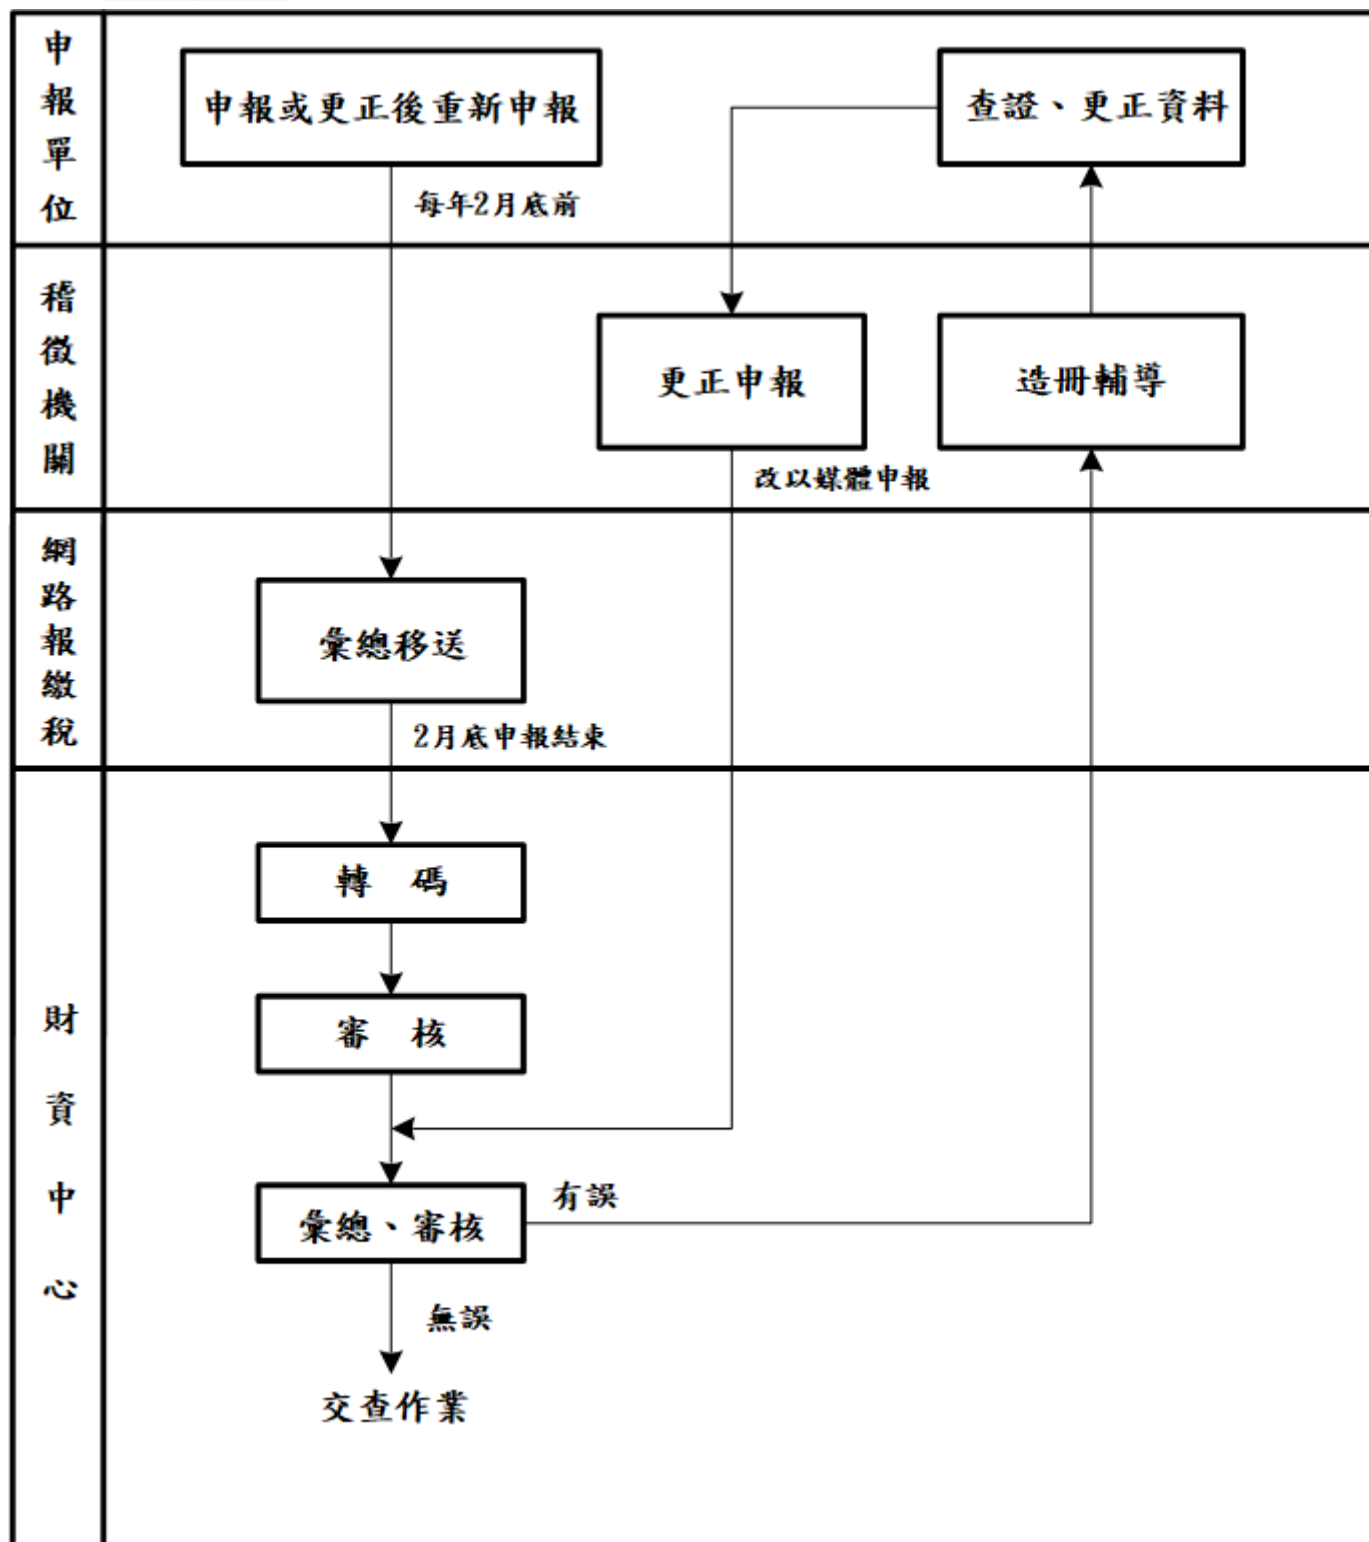 申報單位
申報或更正後重新申報
查證、更正資料
每年2月底前
稽徵機關
更正申報
造冊輔導
改以媒體申報
網路報繳稅
彙總移送
2月底申報結束
財資中心
轉 碼
審 核
彙總、審核
有誤
無誤
交查作業